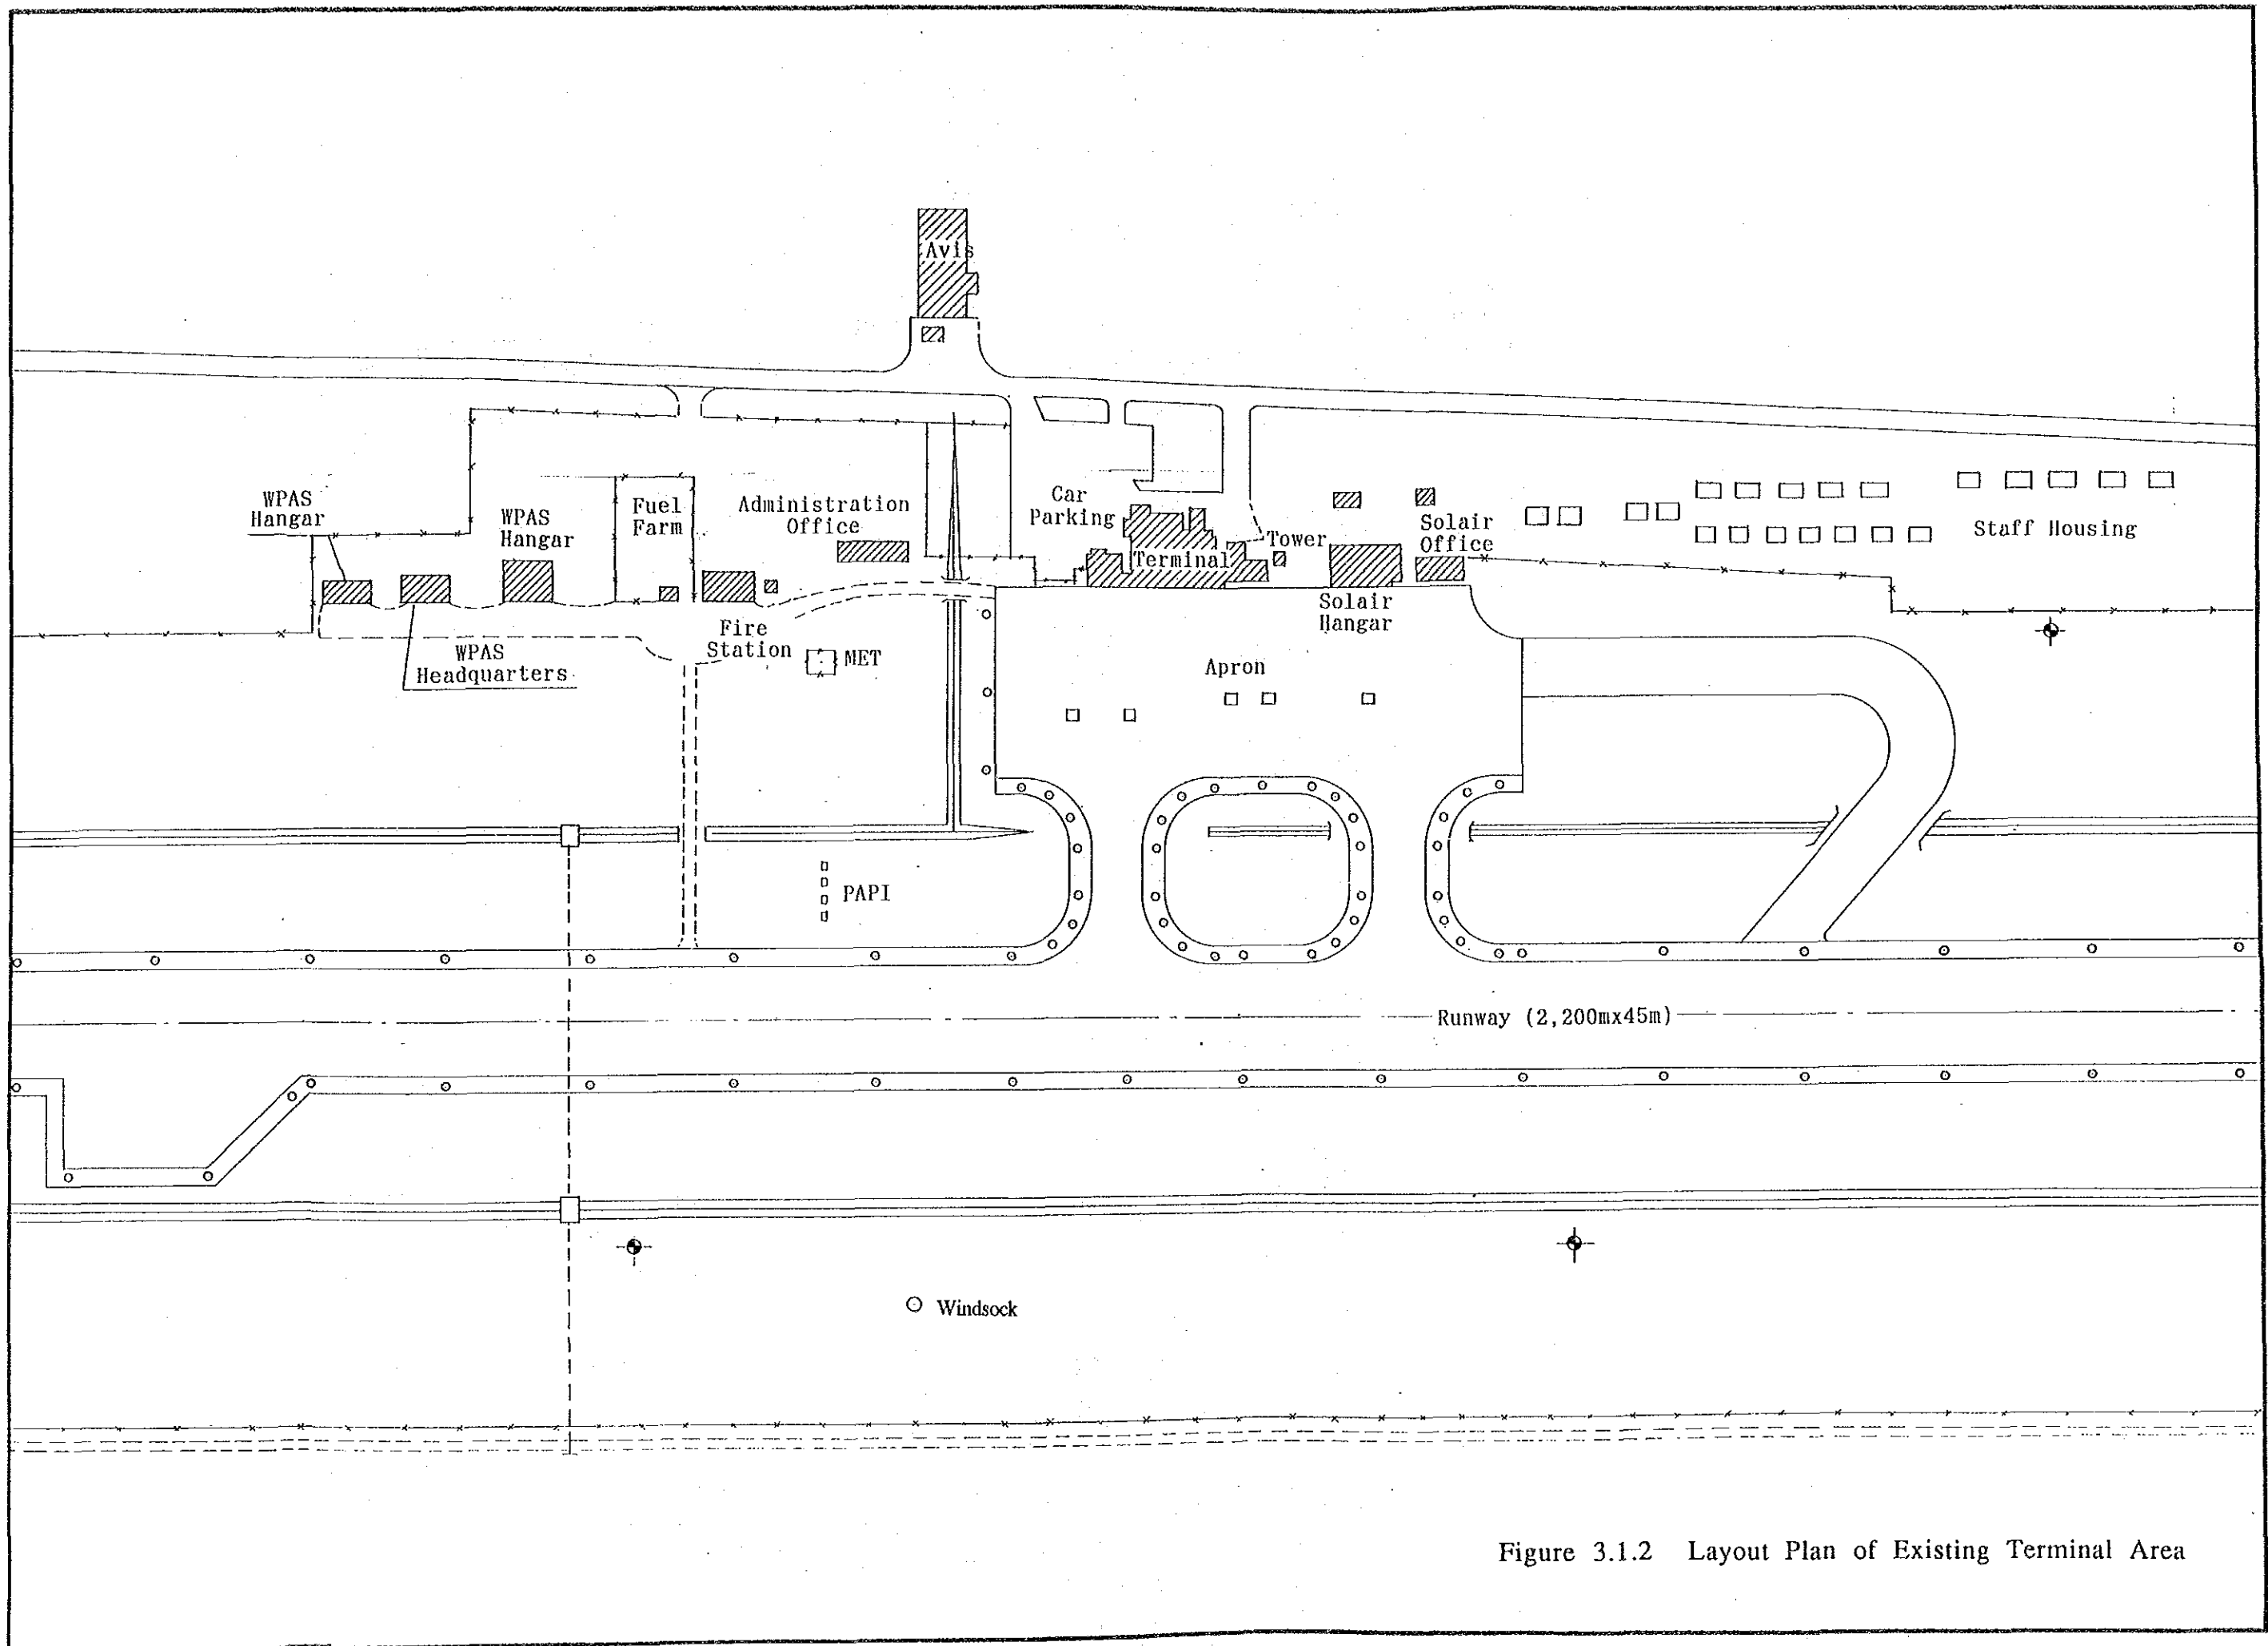 Avis
WPAS
Hangar
WPAS
Hangar
Fuel
Farm
Administration
Office
Car
Parking
Terminal
Tower
Solair
Office
Staff Housing
Solair
Hangar
Fire
Station
MET
WPAS
Headquarters
Apron
PAPI
Runway (2,200mx45m)
Windsock
Figure 3.1.2 Layout Plan of Existing Terminal Area